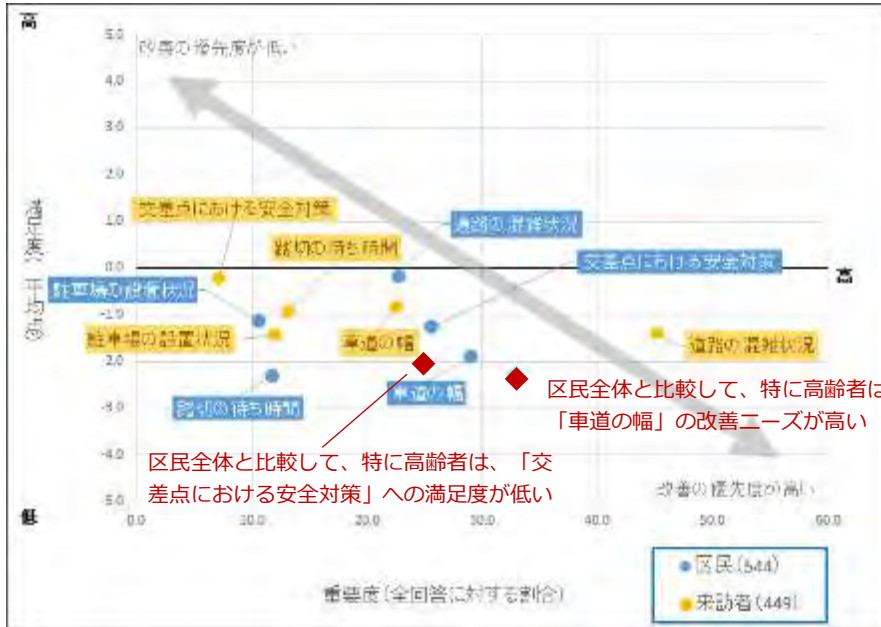 高
5.0
改善の優先度が低い
4.0
3.0
2.0
交差点における安全対策
1.0
道路の混雑状況
踏切の待ち時間
交差点における安全対策
0.0
高
駐車場の設置状況
満足度(平均点)
-1.0
駐車場の設置状況
車道の幅
道路の混雑状況
-2.0
車道の幅
区民全体と比較して、特に高齢者は
「車道の幅」の改善ニーズが高い
踏切の待ち時間
-3.0
-4.0
区民全体と比較して、特に高齢者は、「交
差点における安全対策」への満足度が低い
改善の優先度が高い
-5.0
低
0.0 10.0 20.0 30.0 40.0 50.0 60.0
重要度(全回答に対する割合)
区民(544)
来訪者(449)